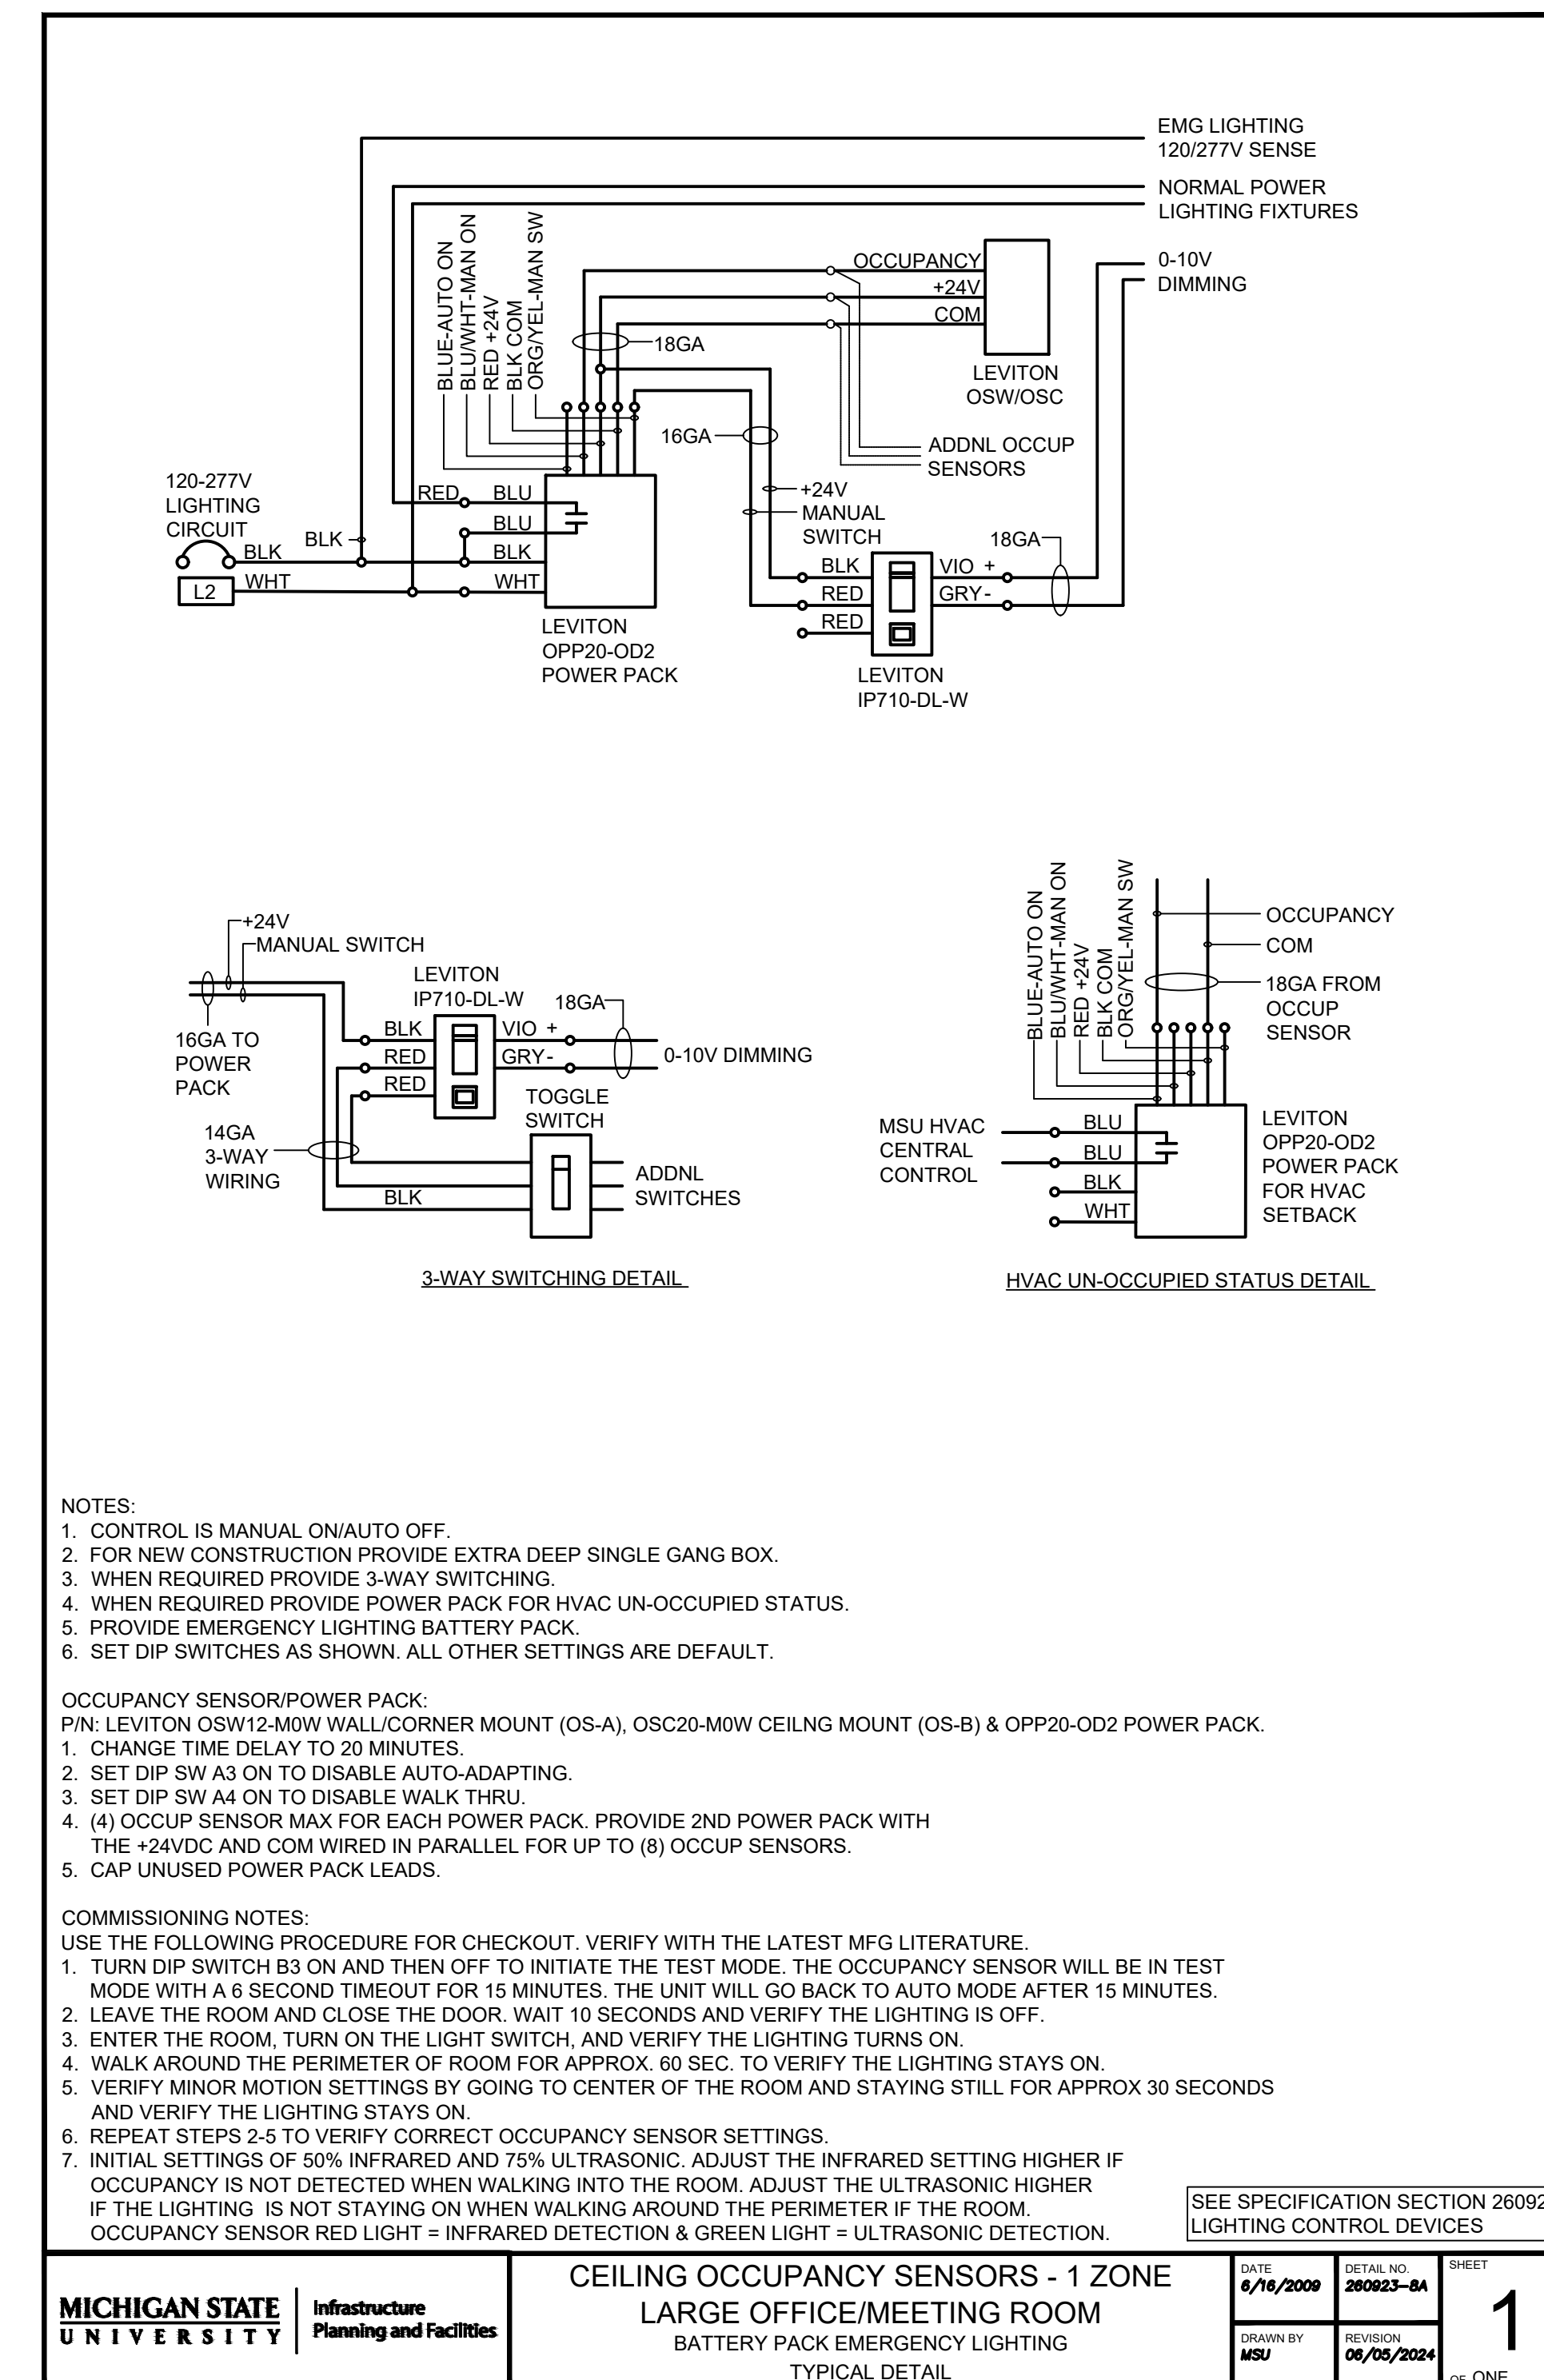 EMG LIGHTING
120/277V SENSE
NORMAL POWER
LIGHTING FIXTURES
BLUE-AUTO ON
BLU/WHT-MAN ON
RED +24V
BLK COM
ORG/YEL-MAN SW
OCCUPANCY
+24V
COM
0-10V
DIMMING
18GA
LEVITON
OSW/OSC
16GA
ADDNL OCCUP
SENSORS
120-277V
LIGHTING
CIRCUIT
RED
BLU
BLU
BLK
BLK
BLK
L2
WHT
WHT
+24V
MANUAL
SWITCH
18GA
BLK
RED
RED
VIO +
GRY-
LEVITON
OPP20-OD2
POWER PACK
LEVITON
IP710-DL-W
+24V
MANUAL SWITCH
LEVITON
IP710-DL-W
18GA
16GA TO
POWER
PACK
BLK
RED
RED
VIO +
GRY-
0-10V DIMMING
TOGGLE
SWITCH
14GA
3-WAY
WIRING
BLK
ADDNL
SWITCHES
3-WAY SWITCHING DETAIL
BLUE-AUTO ON
BLU/WHT-MAN ON
RED +24V
BLK COM
ORG/YEL-MAN SW
OCCUPANCY
COM
18GA FROM
OCCUP
SENSOR
MSU HVAC
CENTRAL
CONTROL
BLU
BLU
BLK
WHT
LEVITON
OPP20-OD2
POWER PACK
FOR HVAC
SETBACK
HVAC UN-OCCUPIED STATUS DETAIL
NOTES:
1. CONTROL IS MANUAL ON/AUTO OFF.
2. FOR NEW CONSTRUCTION PROVIDE EXTRA DEEP SINGLE GANG BOX.
3. WHEN REQUIRED PROVIDE 3-WAY SWITCHING.
4. WHEN REQUIRED PROVIDE POWER PACK FOR HVAC UN-OCCUPIED STATUS.
5. PROVIDE EMERGENCY LIGHTING BATTERY PACK.
6. SET DIP SWITCHES AS SHOWN. ALL OTHER SETTINGS ARE DEFAULT.
OCCUPANCY SENSOR/POWER PACK:
P/N: LEVITON OSW12-M0W WALL/CORNER MOUNT (OS-A), OSC20-M0W CEILNG MOUNT (OS-B) & OPP20-OD2 POWER PACK.
1. CHANGE TIME DELAY TO 20 MINUTES.
2. SET DIP SW A3 ON TO DISABLE AUTO-ADAPTING.
3. SET DIP SW A4 ON TO DISABLE WALK THRU.
4. (4) OCCUP SENSOR MAX FOR EACH POWER PACK. PROVIDE 2ND POWER PACK WITH
THE +24VDC AND COM WIRED IN PARALLEL FOR UP TO (8) OCCUP SENSORS.
5. CAP UNUSED POWER PACK LEADS.
COMMISSIONING NOTES:
USE THE FOLLOWING PROCEDURE FOR CHECKOUT. VERIFY WITH THE LATEST MFG LITERATURE.
1. TURN DIP SWITCH B3 ON AND THEN OFF TO INITIATE THE TEST MODE. THE OCCUPANCY SENSOR WILL BE IN TEST
MODE WITH A 6 SECOND TIMEOUT FOR 15 MINUTES. THE UNIT WILL GO BACK TO AUTO MODE AFTER 15 MINUTES.
2. LEAVE THE ROOM AND CLOSE THE DOOR. WAIT 10 SECONDS AND VERIFY THE LIGHTING IS OFF.
3. ENTER THE ROOM, TURN ON THE LIGHT SWITCH, AND VERIFY THE LIGHTING TURNS ON.
4. WALK AROUND THE PERIMETER OF ROOM FOR APPROX. 60 SEC. TO VERIFY THE LIGHTING STAYS ON.
5. VERIFY MINOR MOTION SETTINGS BY GOING TO CENTER OF THE ROOM AND STAYING STILL FOR APPROX 30 SECONDS
AND VERIFY THE LIGHTING STAYS ON.
6. REPEAT STEPS 2-5 TO VERIFY CORRECT OCCUPANCY SENSOR SETTINGS.
7. INITIAL SETTINGS OF 50% INFRARED AND 75% ULTRASONIC. ADJUST THE INFRARED SETTING HIGHER IF
OCCUPANCY IS NOT DETECTED WHEN WALKING INTO THE ROOM. ADJUST THE ULTRASONIC HIGHER
IF THE LIGHTING IS NOT STAYING ON WHEN WALKING AROUND THE PERIMETER IF THE ROOM.
OCCUPANCY SENSOR RED LIGHT = INFRARED DETECTION & GREEN LIGHT = ULTRASONIC DETECTION.
SEE SPECIFICATION SECTION 26092
LIGHTING CONTROL DEVICES
MICHIGAN STATE
UNIVERSITY
Infrastructure
Planning and Facilities
CEILING OCCUPANCY SENSORS - 1 ZONE
LARGE OFFICE/MEETING ROOM
BATTERY PACK EMERGENCY LIGHTING
TYPICAL DETAIL
DATE
6/16/2009
DETAIL NO.
260923-8A
SHEET
1
DRAWN BY
MSU
REVISION
06/05/2024
OF ONE